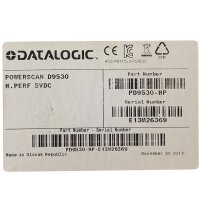 DATALOGIC
POWERSCAN D9530
H.PERF 5VDC
Part Number
PD9530-HP
Serial Number
E13M26369
Part Number - Serial Number
PD9530-HP-E13M26369
Made in Slovak Republic
November 20 2013